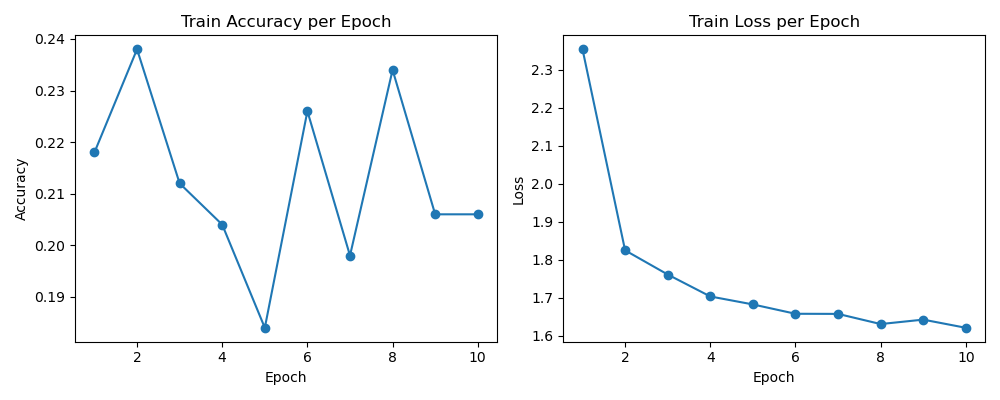 Train Accuracy per Epoch
Accuracy
0.24
0.23
0.22
0.21
0.20
0.19
2 4 6 8 10
Epoch
Train Loss per Epoch
Loss
2.3
2.2
2.1
2.0
1.9
1.8
1.7
1.6
2 4 6 8 10
Epoch